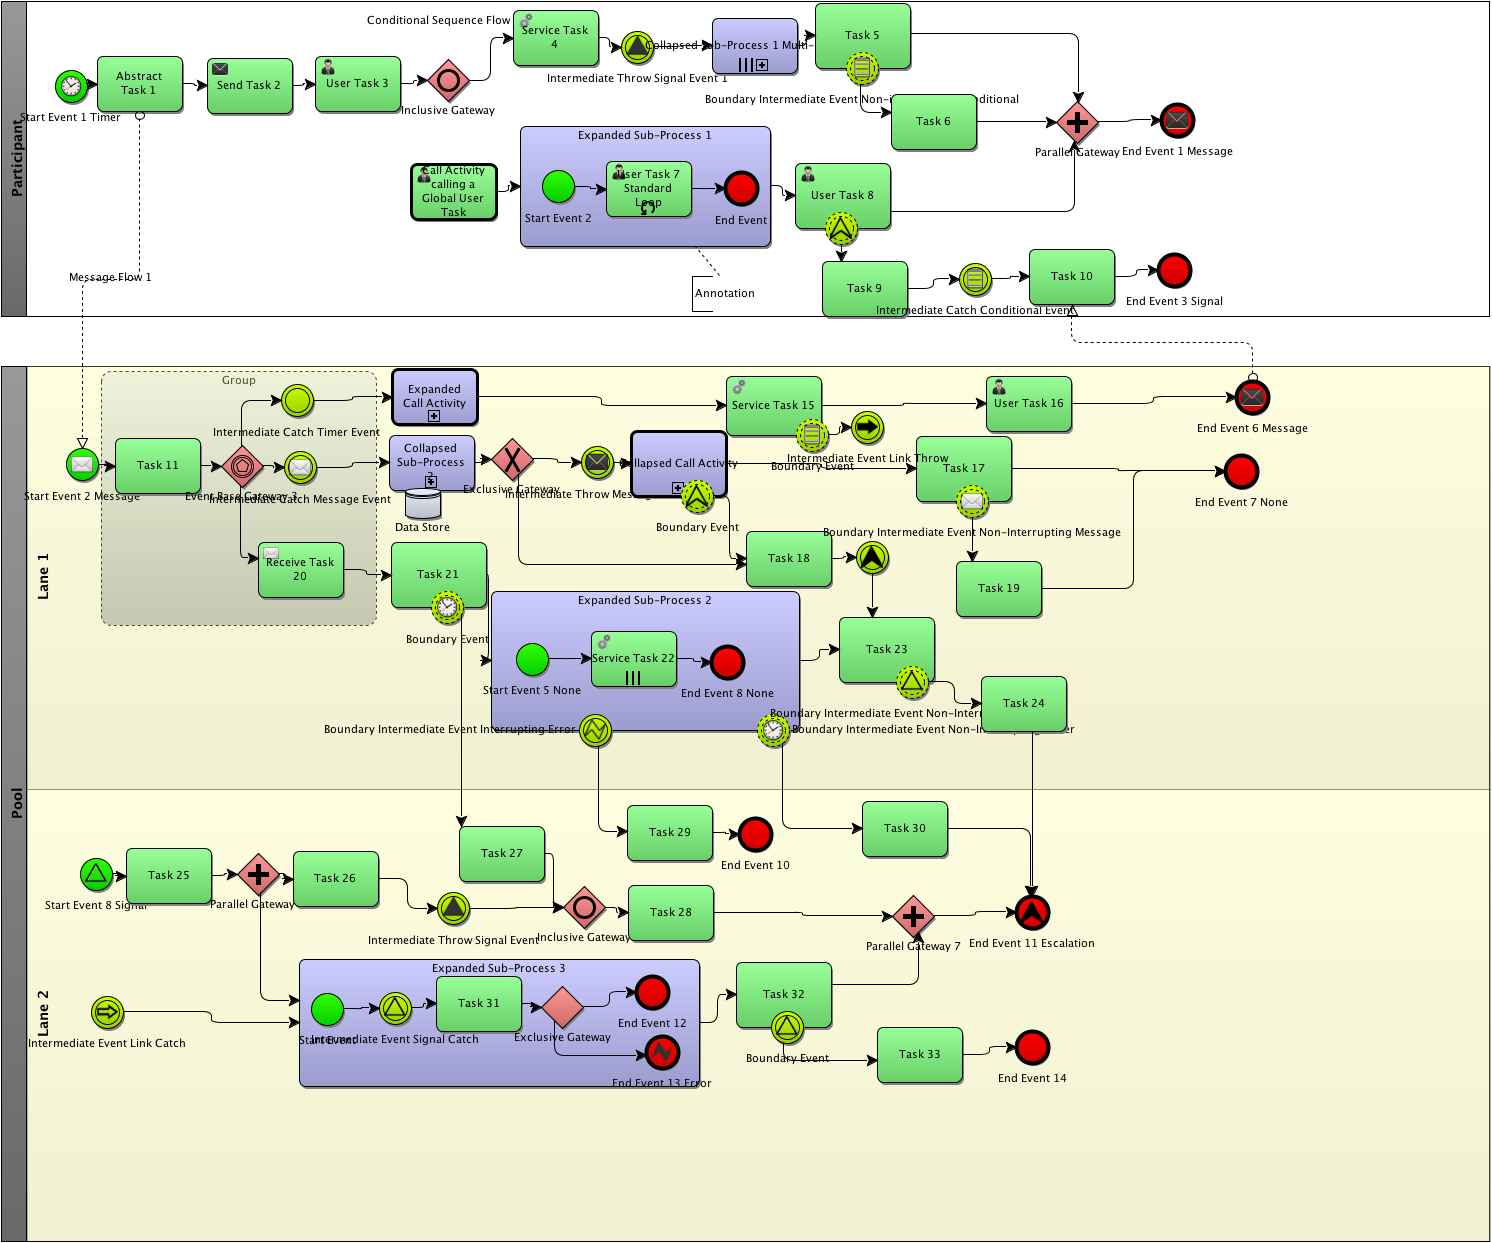 Participant
Conditional Sequence Flow
Service Task
4
Task 5
Collapsed Sub-Process 1 Multi-
Intermediate Throw Signal Event 1
Abstract
Task 1
Send Task 2
User Task 3
Inclusive Gateway
Start Event 1 Timer
Boundary Intermediate Event Non-
Task 6
Parallel Gateway
End Event 1 Message
Expanded Sub-Process 1
Call Activity
calling a
Global User
Task
User Task 7
Standard
Loop
Start Event 2
End Event
User Task 8
Message Flow 1
Annotation
Task 9
Intermediate Catch Conditional Event
Task 10
End Event 3 Signal
Pool
Lane 1
Group
Intermediate Catch Timer Event
Expanded
Call Activity
Service Task 15
User Task 16
End Event 6 Message
Intermediate Event Link Throw
Boundary Event
Task 11
Start Event 2 Message
Event Base Gateway 3
Intermediate Catch Message Event
Collapsed
Sub-Process
Data Store
Exclusive Gateway
Intermediate Throw
Collapsed Call Activity
Boundary Event
Task 17
End Event 7 None
Boundary Intermediate Event Non-Interrupting Message
Receive Task
20
Task 21
Boundary Event
Task 18
Task 19
Expanded Sub-Process 2
Start Event 5 None
Service Task 22
End Event 8 None
Task 23
Boundary Intermediate Event
Task 24
Boundary Intermediate Event Interrupting Error
Boundary Intermediate Event
Lane 2
Task 29
End Event 10
Task 30
Task 27
Start Event 8 Signal
Task 25
Parallel Gateway
Task 26
Intermediate Throw Signal Event
Inclusive Gateway
Task 28
Parallel Gateway 7
End Event 11 Escalation
Intermediate Event Link Catch
Expanded Sub-Process 3
Start Event
Intermediate Event Signal Catch
Task 31
Exclusive Gateway
End Event 12
End Event 13 Error
Task 32
Boundary Event
Task 33
End Event 14